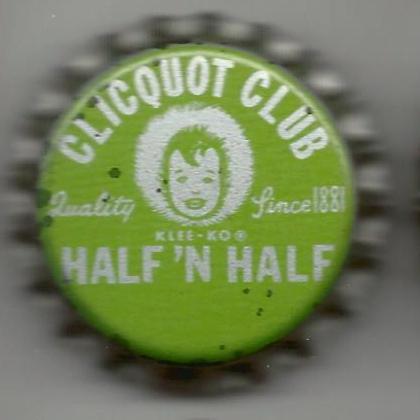 CLICQUOT CLUB
Quality Since 1881
KLEE-KO®
HALF 'N HALF